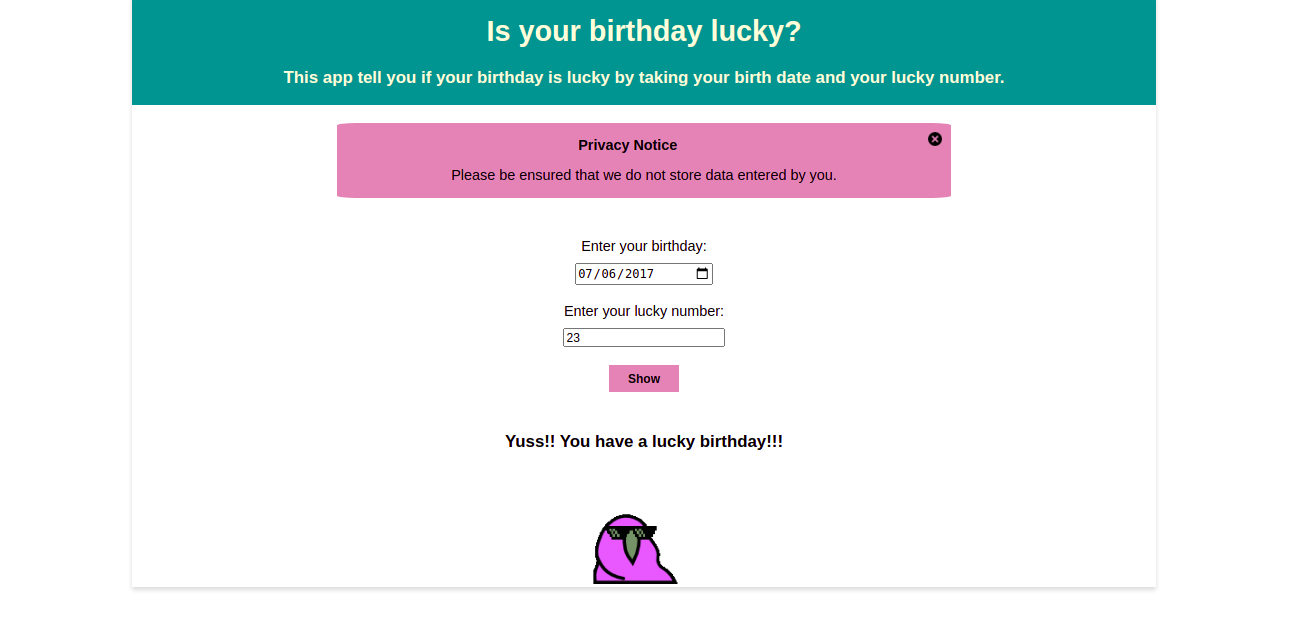 Is your birthday lucky?
This app tell you if your birthday is lucky by taking your birth date and your lucky number.
Privacy Notice
Please be ensured that we do not store data entered by you.
Enter your birthday:
07/06/2017
Enter your lucky number:
23
Show
Yuss!! You have a lucky birthday!!!